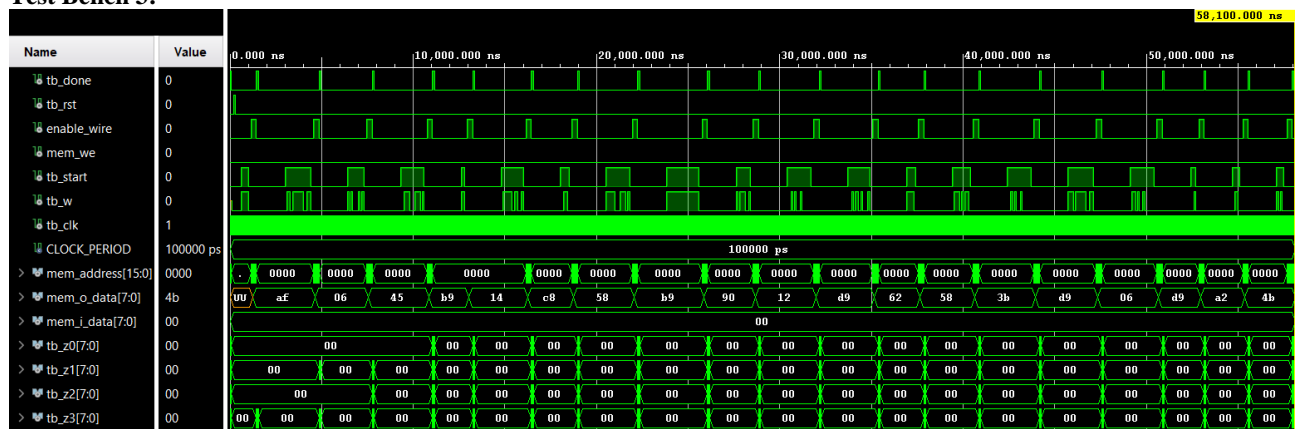 Test Bench
58,100.000 ns
Name Value 0.000 ns 10,000.000 ns 20,000.000 ns 30,000.000 ns 40,000.000 ns 50,000.000 ns
tb_done 0
tb_rst 0
enable_wire 0
mem_we 0
tb_start 0
tb_w 0
tb_clk 1
CLOCK_PERIOD 100000 ps 100000 ps
mem_address[15:0] 0000 . 0000 0000 0000 0000 0000 0000 0000 0000 0000 0000 0000 0000 0000 0000 0000 0000 0000 0000
mem_o_data[7:0] 4b UU af 06 45 b9 14 c8 58 b9 90 12 d9 62 58 3b d9 06 d9 a2 4b
mem_i_data[7:0] 00 00
tb_z0[7:0] 00 00 00 00 00 00 00 00 00 00 00 00 00 00 00 00 00 00
tb_z1[7:0] 00 00 00 00 00 00 00 00 00 00 00 00 00 00 00 00 00 00 00 00
tb_z2[7:0] 00 00 00 00 00 00 00 00 00 00 00 00 00 00 00 00 00 00 00
tb_z3[7:0] 00 00 00 00 00 00 00 00 00 00 00 00 00 00 00 00 00 00 00 00 00